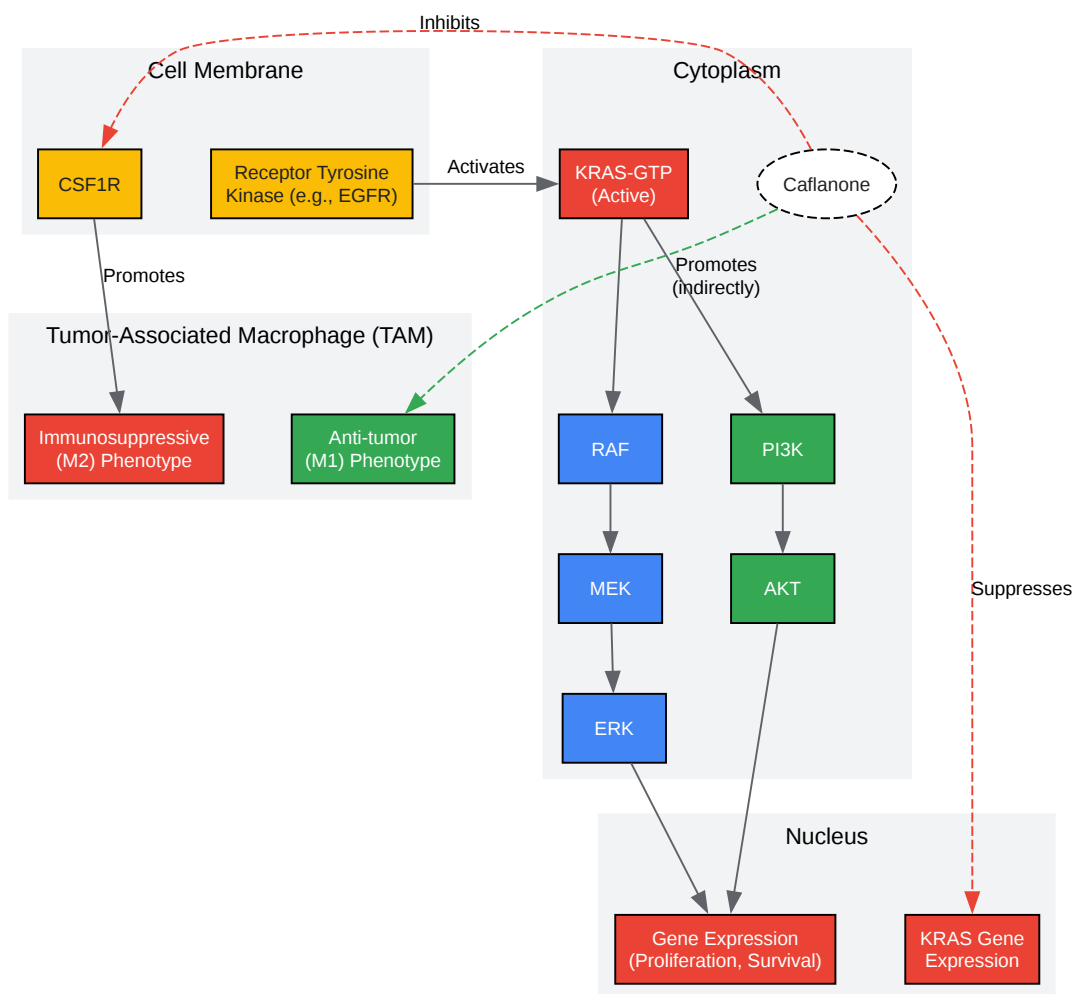 Inhibits
Cell Membrane
Cytoplasm
CSF1R
Receptor Tyrosine
Kinase (e.g., EGFR)
Activates
KRAS-GTP
(Active)
Caflanone
Promotes
Promotes
(indirectly)
Tumor-Associated Macrophage (TAM)
Immunosuppressive
(M2) Phenotype
Anti-tumor
(M1) Phenotype
RAF
PI3K
MEK
AKT
Suppresses
ERK
Nucleus
Gene Expression
(Proliferation, Survival)
KRAS Gene
Expression